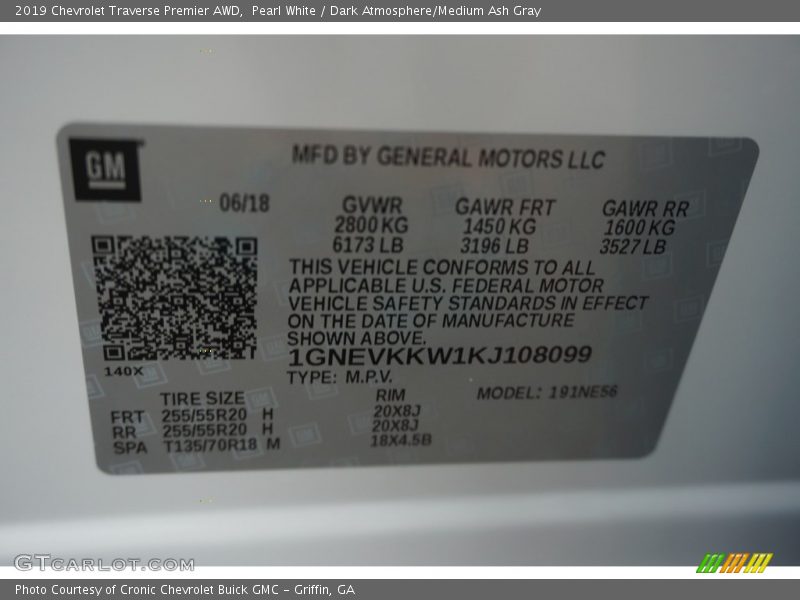 2019 Chevrolet Traverse Premier AWD, Pearl White / Dark Atmosphere/Medium Ash Gray
GM
MFD BY GENERAL MOTORS LLC
06/18
GVWR GAWR FRT GAWR RR
2800 KG 1450 KG 1600 KG
6173 LB 3196 LB 3527 LB
THIS VEHICLE CONFORMS TO ALL
APPLICABLE U.S. FEDERAL MOTOR
VEHICLE SAFETY STANDARDS IN EFFECT
ON THE DATE OF MANUFACTURE
SHOWN ABOVE.
1GNEVKKW1KJ108099
140X
TYPE: M.P.V.
TIRE SIZE RIM MODEL: 191NE56
FRT 255/55R20 H 20X8J
RR 255/55R20 H 20X8J
SPA T135/70R18 M 18X4.5B
GTCARLOT.COM
Photo Courtesy of Cronic Chevrolet Buick GMC - Griffin, GA